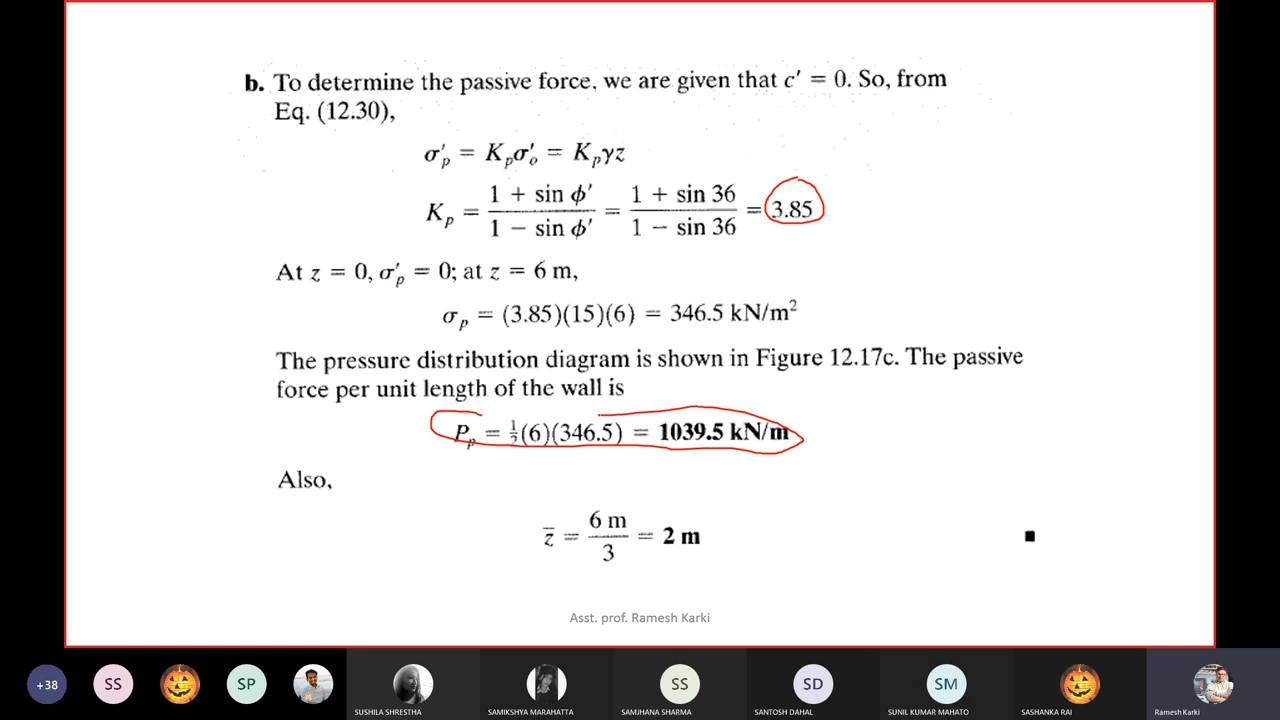 b. To determine the passive force, we are given that c′ = 0. So, from
Eq. (12.30),
σ′p = Kpσ′o = Kpγz
Kp = (1 + sin ϕ′)/(1 − sin ϕ′) = (1 + sin 36)/(1 − sin 36) = 3.85
At z = 0, σ′p = 0; at z = 6 m,
σp = (3.85)(15)(6) = 346.5 kN/m²
The pressure distribution diagram is shown in Figure 12.17c. The passive
force per unit length of the wall is
Pp = ½(6)(346.5) = 1039.5 kN/m
Also,
z̄ = 6 m/3 = 2 m
Asst. prof. Ramesh Karki
+38
SS
SP
SS
SD
SM
SUSHILA SHRESTHA
SAMIKSHYA MARAHATTA
SAMJHANA SHARMA
SANTOSH DAHAL
SUNIL KUMAR MAHATO
SASHANKA RAI
Ramesh Karki